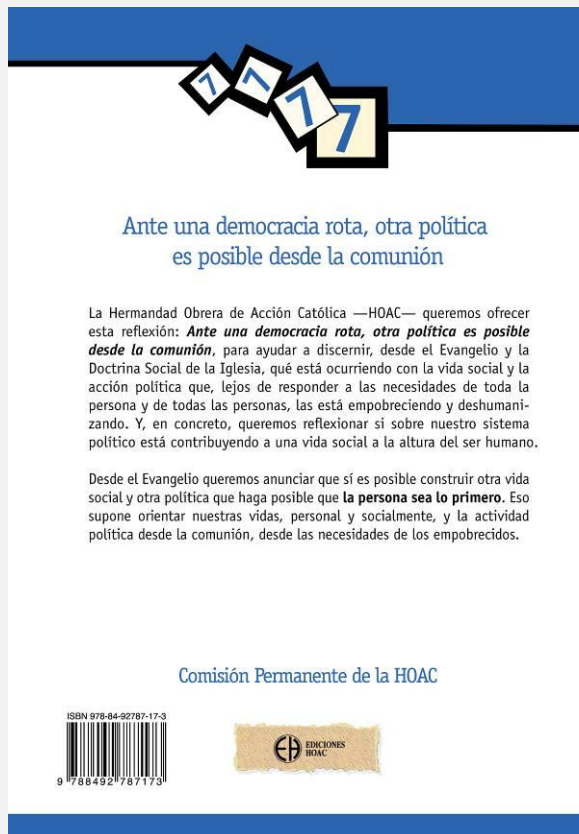 7 7 7 7
Ante una democracia rota, otra política
es posible desde la comunión
La Hermandad Obrera de Acción Católica —HOAC— queremos ofrecer
esta reflexión: Ante una democracia rota, otra política es posible
desde la comunión, para ayudar a discernir, desde el Evangelio y la
Doctrina Social de la Iglesia, qué está ocurriendo con la vida social y la
acción política que, lejos de responder a las necesidades de toda la
persona y de todas las personas, las está empobreciendo y deshumani-
zando. Y, en concreto, queremos reflexionar si sobre nuestro sistema
político está contribuyendo a una vida social a la altura del ser humano.
Desde el Evangelio queremos anunciar que sí es posible construir otra vida
social y otra política que haga posible que la persona sea lo primero. Eso
supone orientar nuestras vidas, personal y socialmente, y la actividad
política desde la comunión, desde las necesidades de los empobrecidos.
Comisión Permanente de la HOAC
ISBN 978-84-92787-17-3
9 788492 787173
EH EDICIONES
HOAC